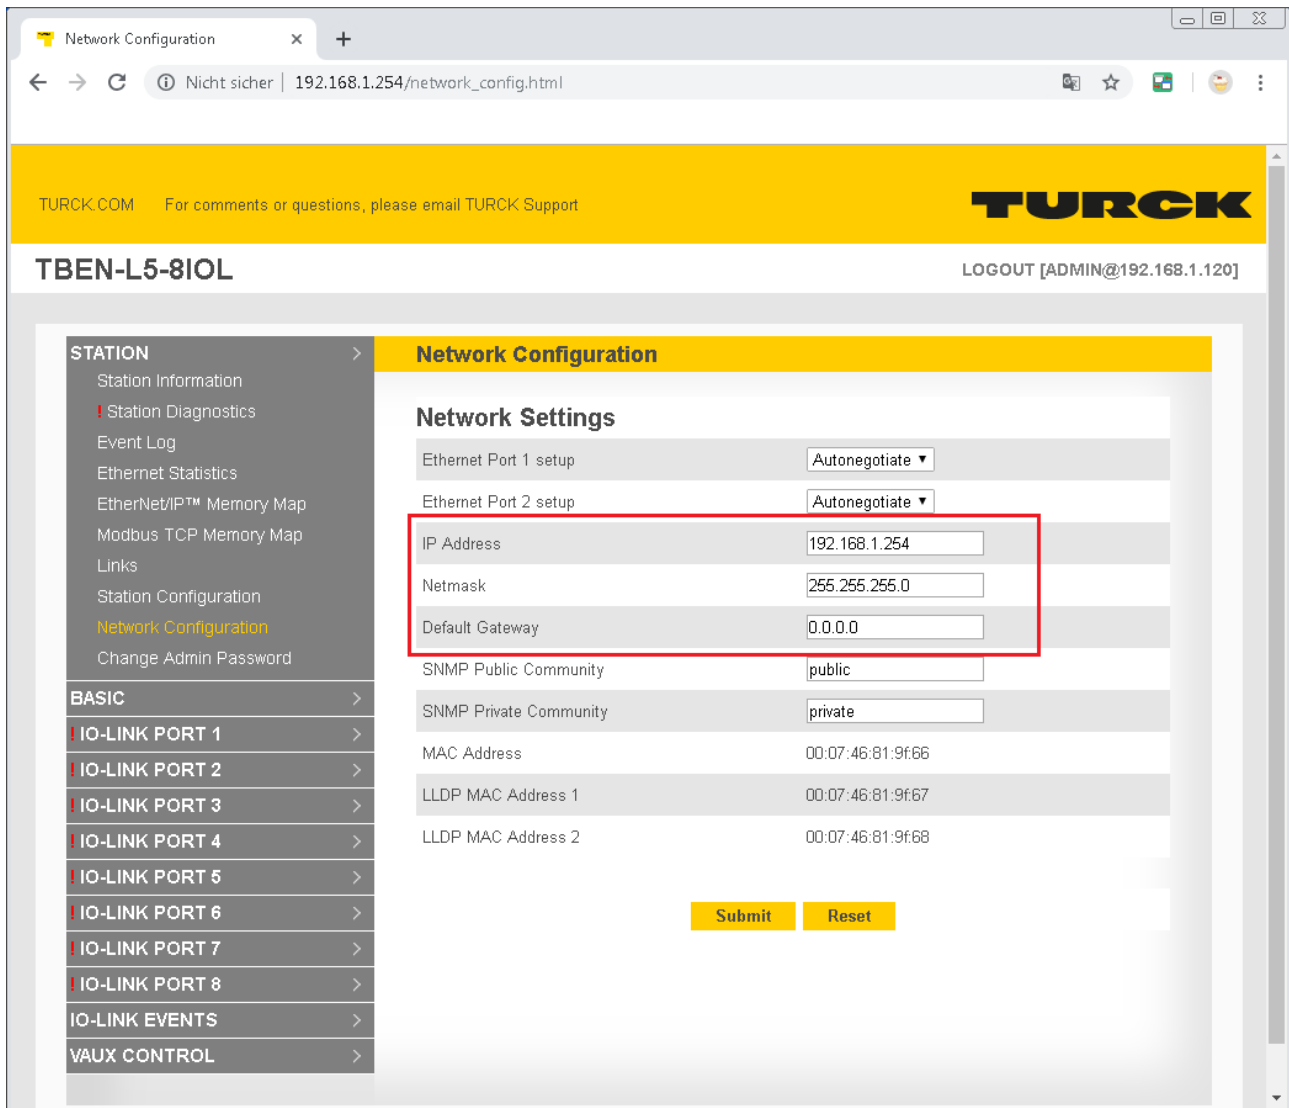 Network Configuration
Nicht sicher | 192.168.1.254/network_config.html
TURCK.COM For comments or questions, please email TURCK Support
TURCK
TBEN-L5-8IOL
LOGOUT [ADMIN@192.168.1.120]
STATION
Station Information
! Station Diagnostics
Event Log
Ethernet Statistics
EtherNet/IP™ Memory Map
Modbus TCP Memory Map
Links
Station Configuration
Network Configuration
Change Admin Password
BASIC
! IO-LINK PORT 1
! IO-LINK PORT 2
! IO-LINK PORT 3
! IO-LINK PORT 4
! IO-LINK PORT 5
! IO-LINK PORT 6
! IO-LINK PORT 7
! IO-LINK PORT 8
IO-LINK EVENTS
VAUX CONTROL
Network Configuration
Network Settings
Ethernet Port 1 setup Autonegotiate
Ethernet Port 2 setup Autonegotiate
IP Address 192.168.1.254
Netmask 255.255.255.0
Default Gateway 0.0.0.0
SNMP Public Community public
SNMP Private Community private
MAC Address 00:07:46:81:9f:66
LLDP MAC Address 1 00:07:46:81:9f:67
LLDP MAC Address 2 00:07:46:81:9f:68
Submit Reset